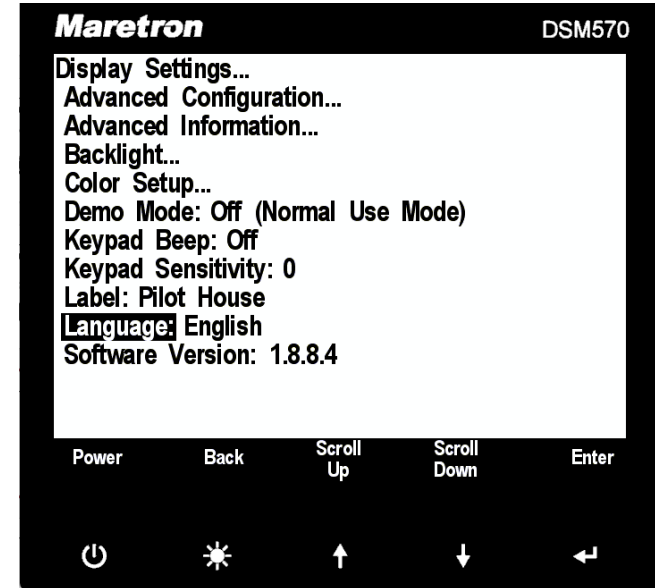 Maretron DSM570
Display Settings...
Advanced Configuration...
Advanced Information...
Backlight...
Color Setup...
Demo Mode: Off (Normal Use Mode)
Keypad Beep: Off
Keypad Sensitivity: 0
Label: Pilot House
Language: English
Software Version: 1.8.8.4
Power Back Scroll Up Scroll Down Enter